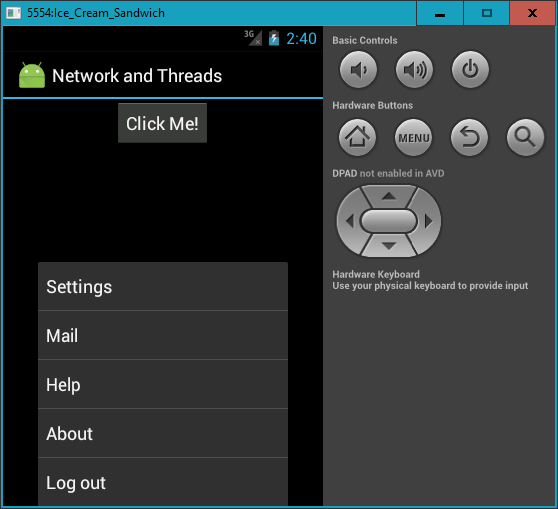 5554:Ice_Cream_Sandwich
3G
2:40
Network and Threads
Click Me!
Settings
Mail
Help
About
Log out
Basic Controls
Hardware Buttons
MENU
DPAD not enabled in AVD
Hardware Keyboard
Use your physical keyboard to provide input